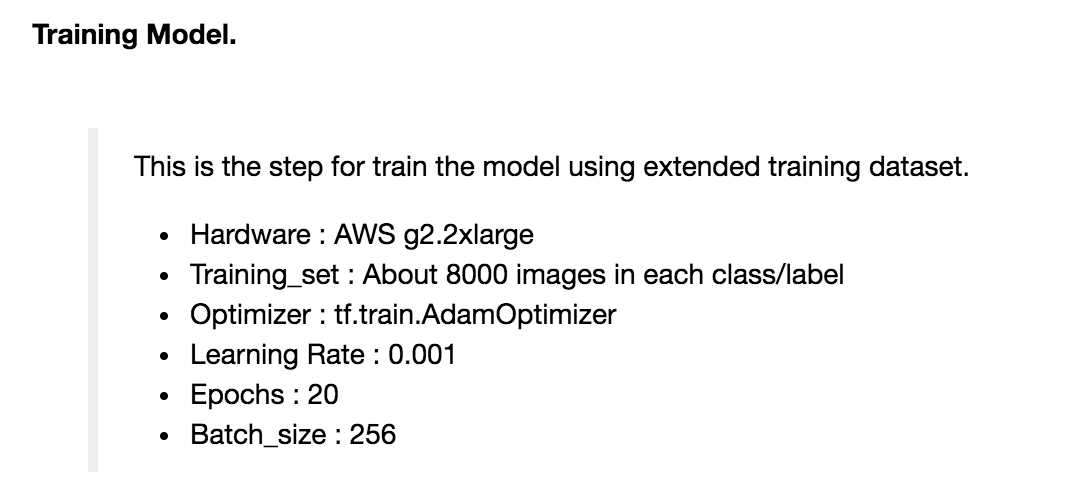 Training Model.
This is the step for train the model using extended training dataset.
• Hardware : AWS g2.2xlarge
• Training_set : About 8000 images in each class/label
• Optimizer : tf.train.AdamOptimizer
• Learning Rate : 0.001
• Epochs : 20
• Batch_size : 256